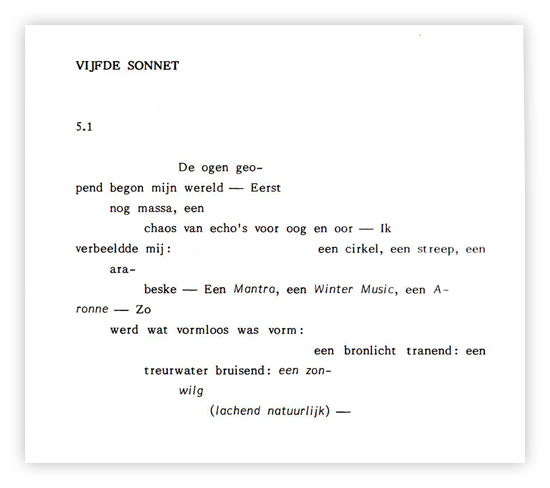 VIJFDE SONNET
5.1
De ogen geo-
pend begon mijn wereld — Eerst
nog massa, een
chaos van echo's voor oog en oor — Ik
verbeeldde mij: een cirkel, een streep, een
ara-
beske — Een Mantra, een Winter Music, een A-
ronne — Zo
werd wat vormloos was vorm:
een bronlicht tranend: een
treurwater bruisend: een zon-
wilg
(lachend natuurlijk) —